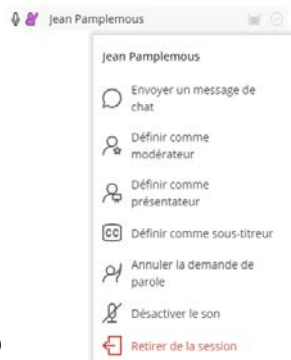 Jean Pamplemous
Jean Pamplemous
Envoyer un message de
chat
Définir comme
modérateur
Définir comme
présentateur
CC Définir comme sous-titreur
Annuler la demande de
parole
Désactiver le son
Retirer de la session